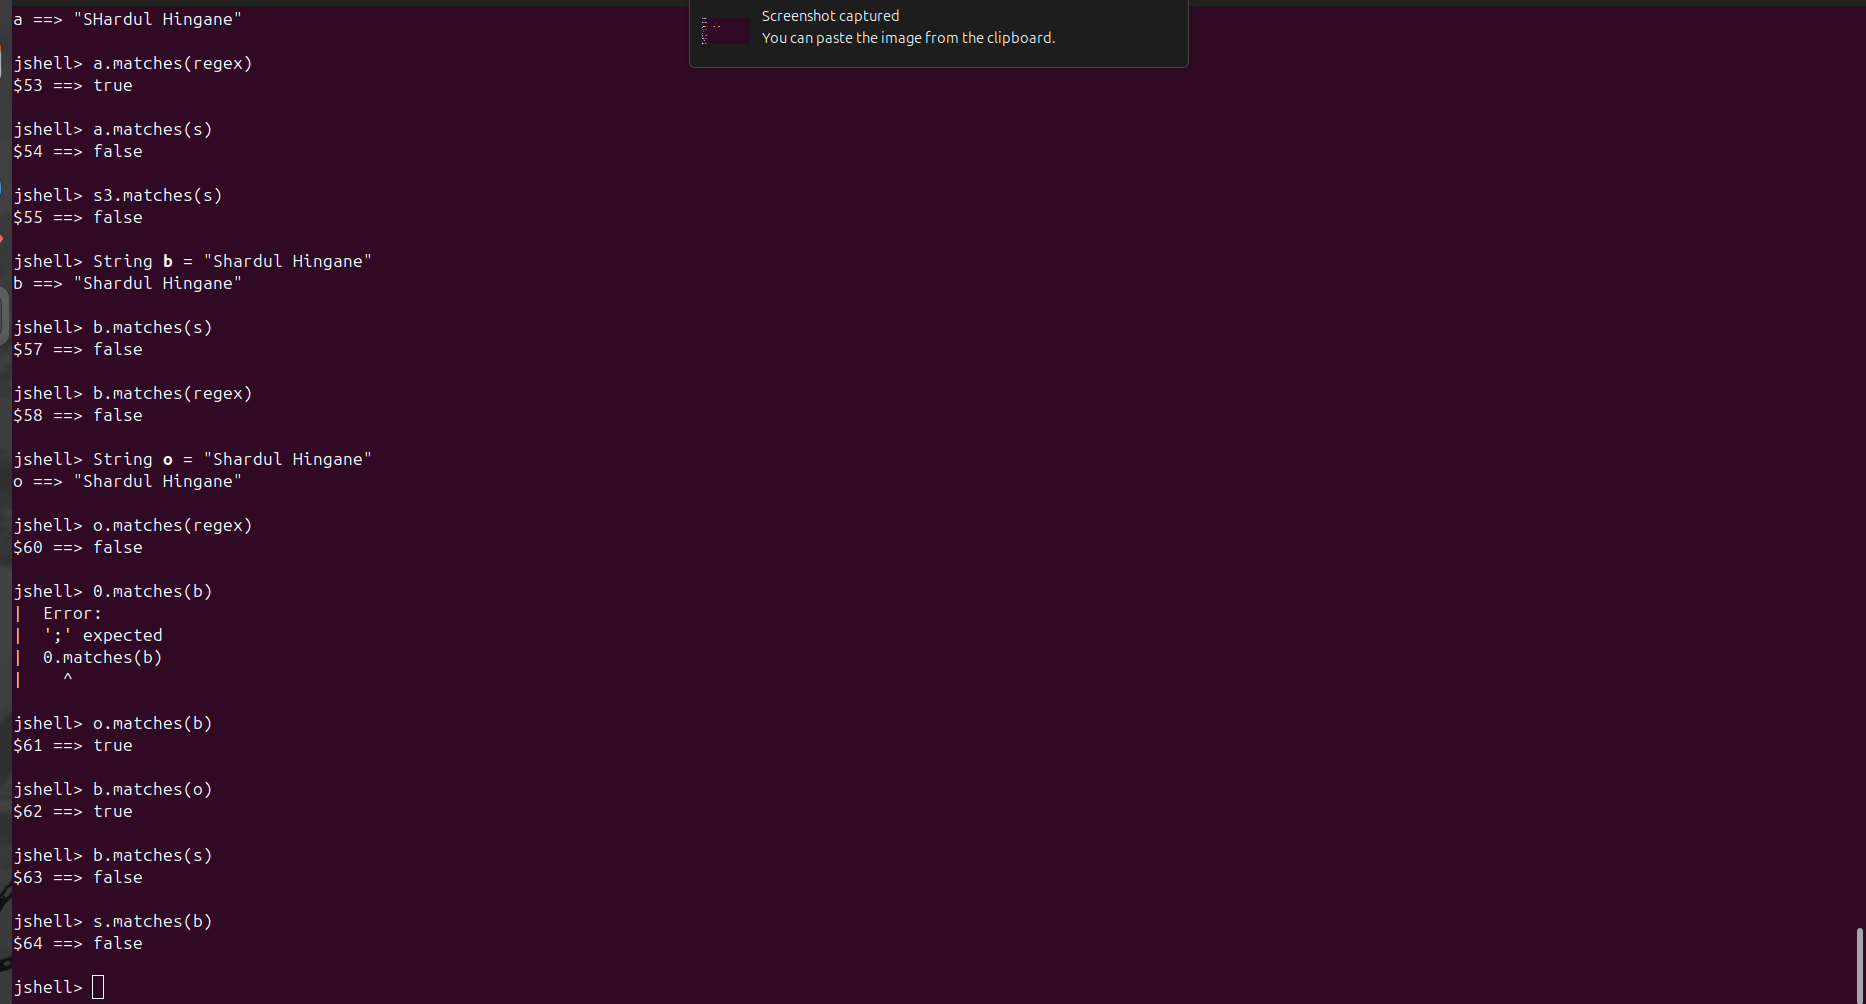 a ==> "SHardul Hingane"
Screenshot captured
You can paste the image from the clipboard.
jshell> a.matches(regex)
$53 ==> true
jshell> a.matches(s)
$54 ==> false
jshell> s3.matches(s)
$55 ==> false
jshell> String b = "Shardul Hingane"
b ==> "Shardul Hingane"
jshell> b.matches(s)
$57 ==> false
jshell> b.matches(regex)
$58 ==> false
jshell> String o = "Shardul Hingane"
o ==> "Shardul Hingane"
jshell> o.matches(regex)
$60 ==> false
jshell> 0.matches(b)
|  Error:
|  ';' expected
|  0.matches(b)
|    ^
jshell> o.matches(b)
$61 ==> true
jshell> b.matches(o)
$62 ==> true
jshell> b.matches(s)
$63 ==> false
jshell> s.matches(b)
$64 ==> false
jshell>